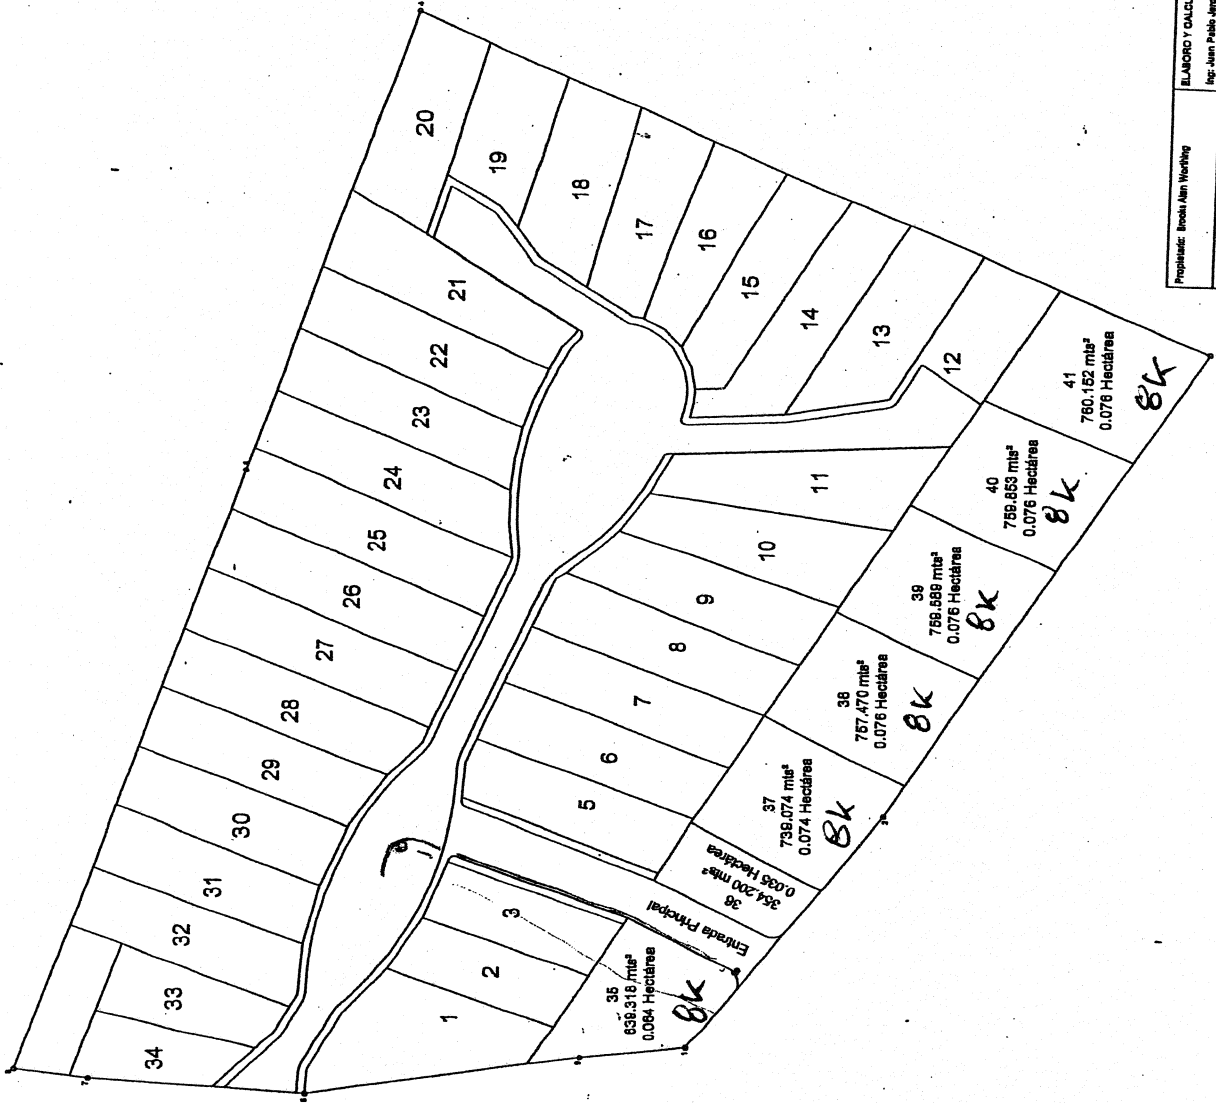 20
19
18
17
16
15
14
13
12
21
22
23
24
25
26
27
28
29
30
31
32
33
34
11
10
9
8
7
6
5
3
2
1
35
639.318 mts²
0.064 Hectárea
8K
Entrada Principal
36
354.200 mts²
0.035 Hectárea
37
739.074 mts²
0.074 Hectárea
8K
38
757.470 mts²
0.076 Hectárea
8K
39
759.589 mts²
0.076 Hectárea
8K
40
759.853 mts²
0.076 Hectárea
8K
41
760.152 mts²
0.076 Hectárea
8K
Propietario: Brooks Alan Worthing
ELABORO Y CALCU
Ing: Juan Pablo